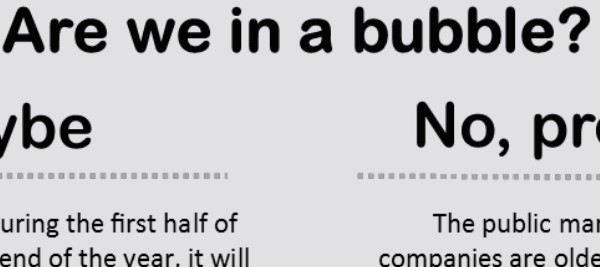 Are we in a bubble?
ybe
No, pr
uring the first half of
end of the year, it will
The public mar
companies are olde